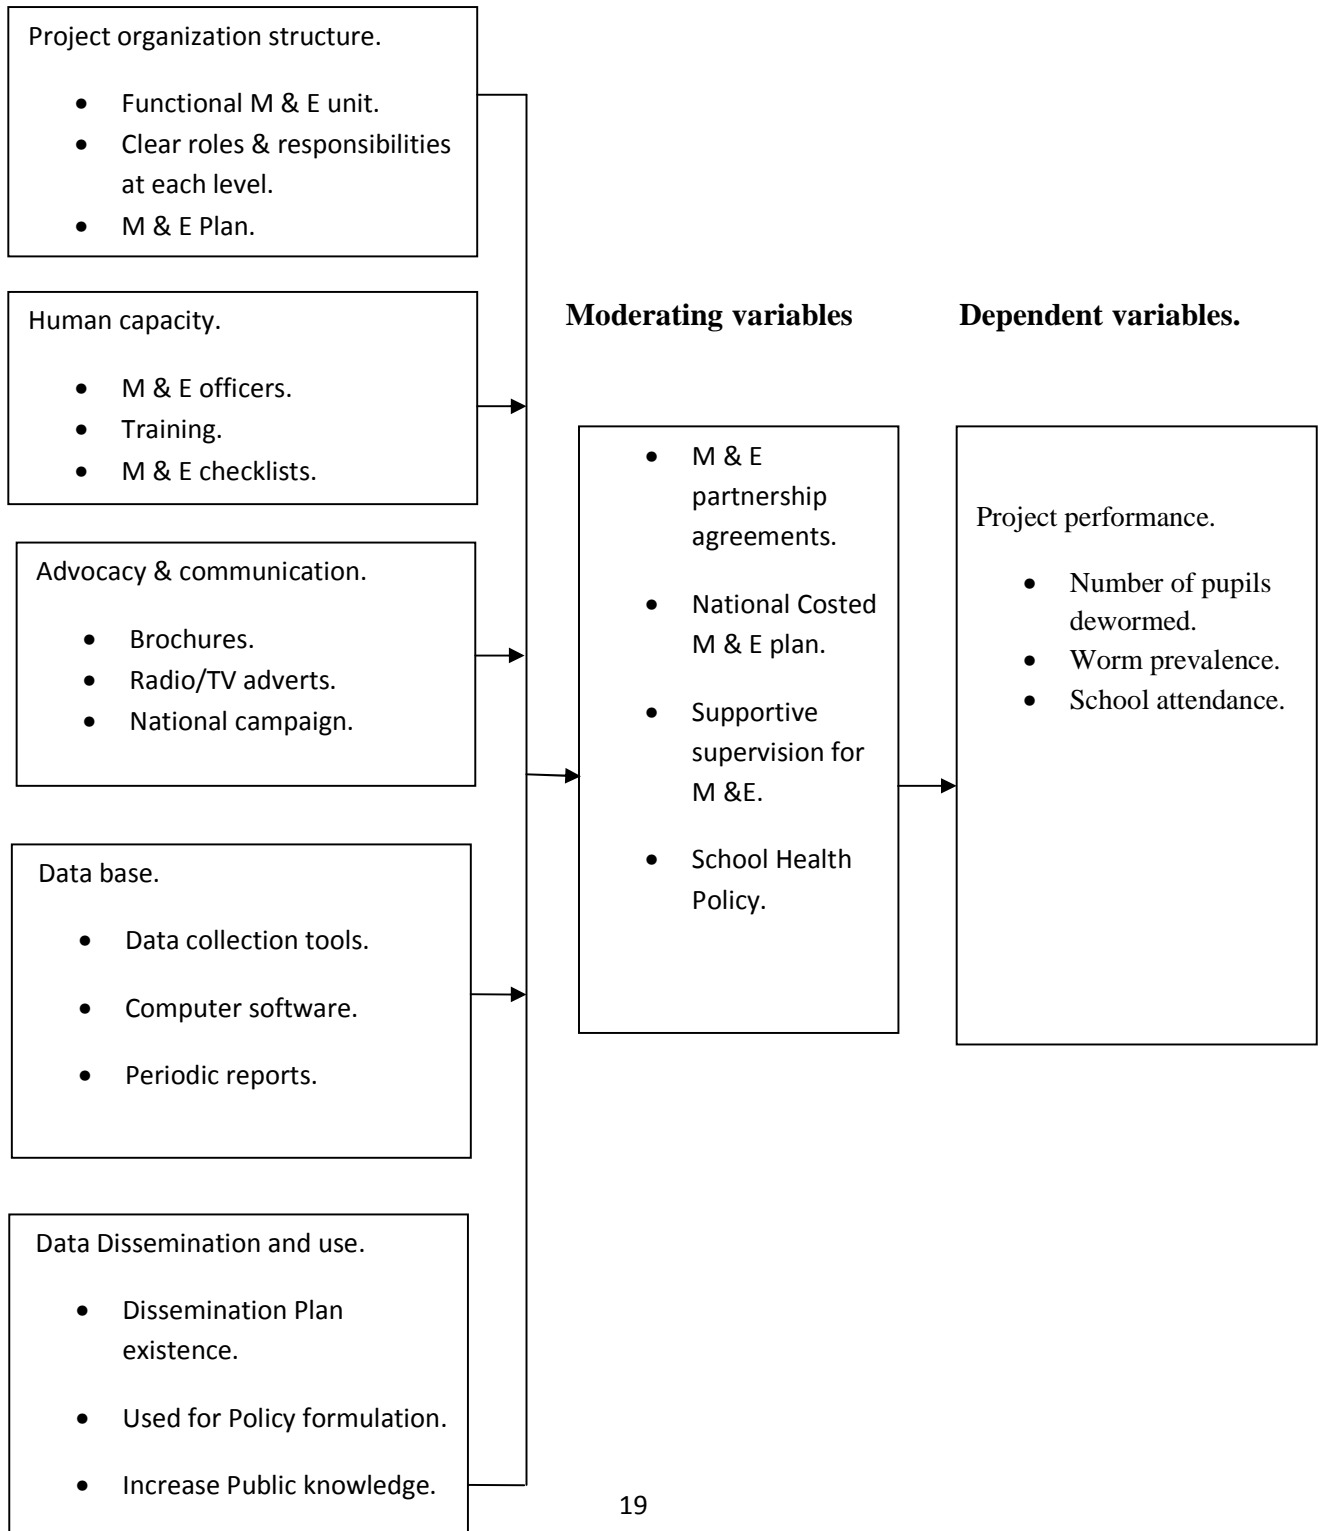 Project organization structure.
• Functional M & E unit.
• Clear roles & responsibilities
at each level.
• M & E Plan.
Human capacity.
• M & E officers.
• Training.
• M & E checklists.
Advocacy & communication.
• Brochures.
• Radio/TV adverts.
• National campaign.
Data base.
• Data collection tools.
• Computer software.
• Periodic reports.
Data Dissemination and use.
• Dissemination Plan
existence.
• Used for Policy formulation.
• Increase Public knowledge.
Moderating variables
• M & E
partnership
agreements.
• National Costed
M & E plan.
• Supportive
supervision for
M &E.
• School Health
Policy.
Dependent variables.
Project performance.
• Number of pupils
dewormed.
• Worm prevalence.
• School attendance.
19